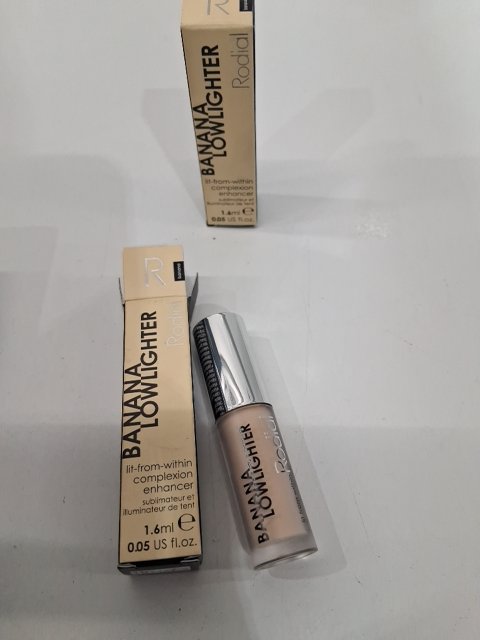 R
Rodial
BANANA
LOWLIGHTER
lit-from-within
complexion
enhancer
sublimateur et
illuminateur de teint
1.6ml e
0.05 US fl.oz.
R
banana
Rodial
BANANA
LOWLIGHTER
lit-from-within
complexion
enhancer
sublimateur et
illuminateur de teint
1.6ml e
0.05 US fl.oz.
BANANA
LOWLIGHTER
Rodial